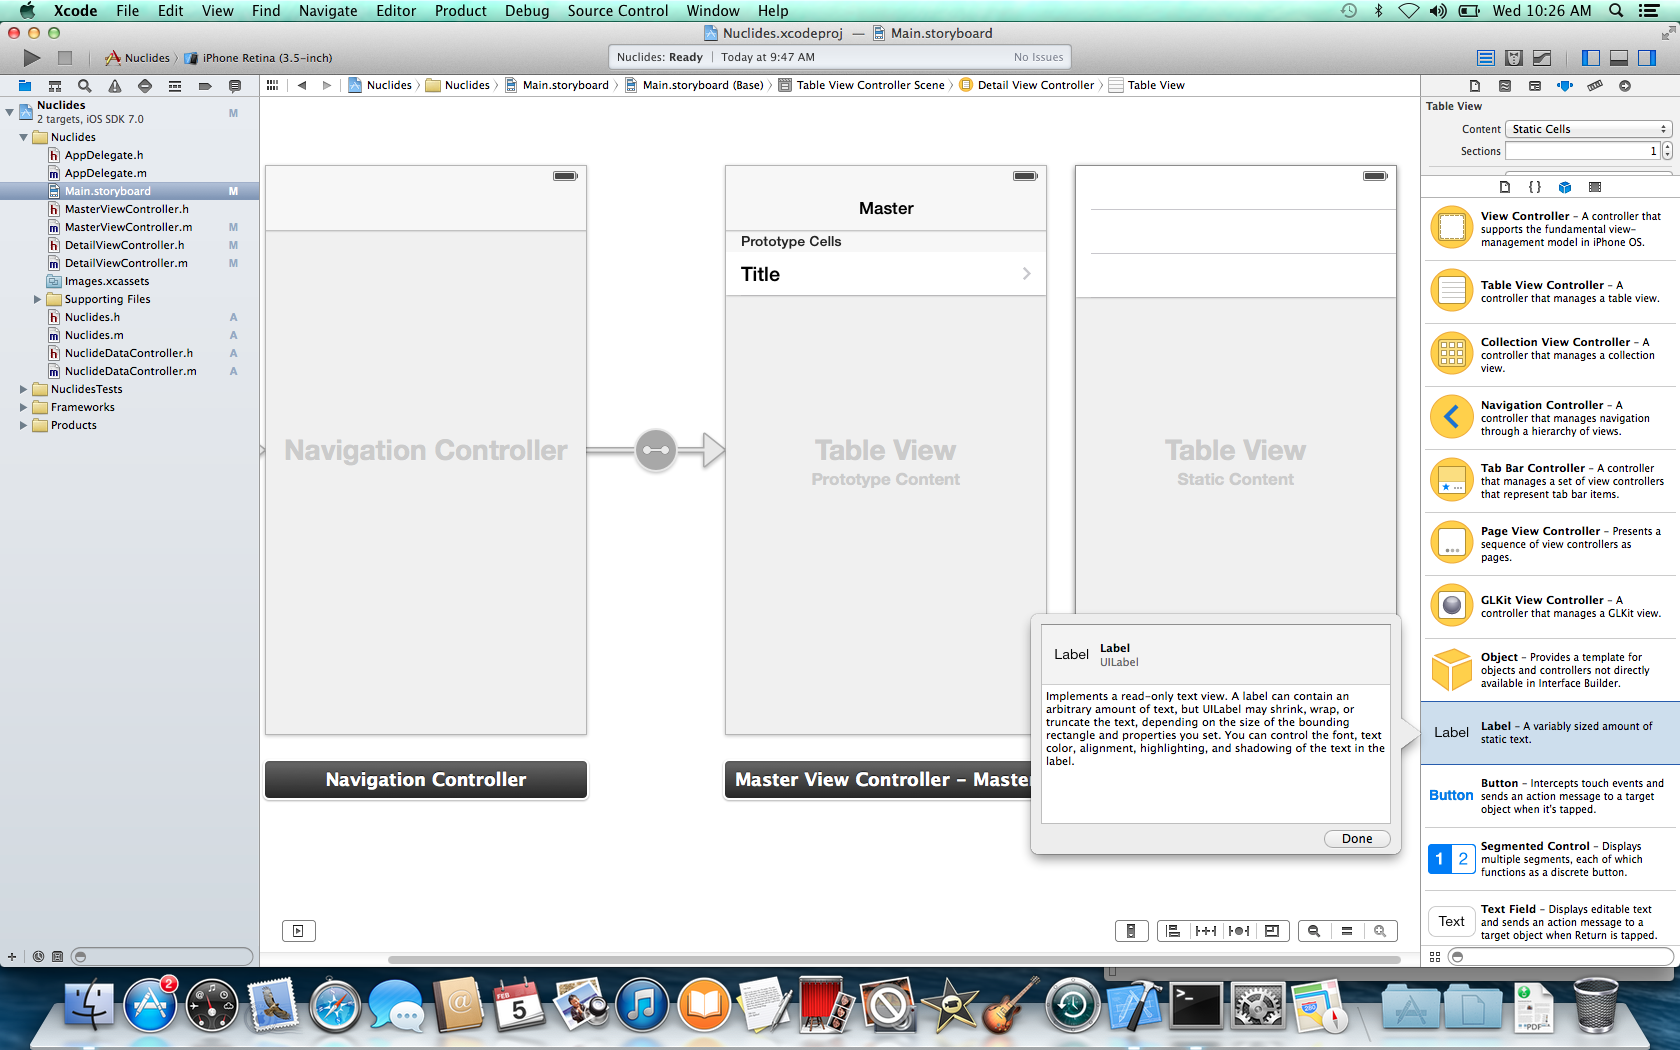 Xcode File Edit View Find Navigate Editor Product Debug Source Control Window Help Wed 10:26 AM
Nuclides.xcodeproj — Main.storyboard
Nuclides iPhone Retina (3.5-inch)
Nuclides: Ready Today at 9:47 AM No Issues
Nuclides Nuclides Main.storyboard Main.storyboard (Base) Table View Controller Scene Detail View Controller Table View
Nuclides
2 targets, iOS SDK 7.0 M
Nuclides
AppDelegate.h
AppDelegate.m
Main.storyboard M
MasterViewController.h
MasterViewController.m M
DetailViewController.h M
DetailViewController.m M
Images.xcassets
Supporting Files
Nuclides.h A
Nuclides.m A
NuclideDataController.h A
NuclideDataController.m A
NuclidesTests
Frameworks
Products
Navigation Controller
Navigation Controller
Master
Prototype Cells
Title
Table View
Prototype Content
Master View Controller – Master
Table View
Static Content
Label Label
UILabel
Implements a read-only text view. A label can contain an
arbitrary amount of text, but UILabel may shrink, wrap, or
truncate the text, depending on the size of the bounding
rectangle and properties you set. You can control the font, text
color, alignment, highlighting, and shadowing of the text in the
label.
Done
Table View
Content Static Cells
Sections 1
View Controller – A controller that
supports the fundamental view-
management model in iPhone OS.
Table View Controller – A
controller that manages a table view.
Collection View Controller – A
controller that manages a collection
view.
Navigation Controller – A
controller that manages navigation
through a hierarchy of views.
Tab Bar Controller – A controller
that manages a set of view controllers
that represent tab bar items.
Page View Controller – Presents a
sequence of view controllers as
pages.
GLKit View Controller – A
controller that manages a GLKit view.
Object – Provides a template for
objects and controllers not directly
available in Interface Builder.
Label Label – A variably sized amount of
static text.
Button Button – Intercepts touch events and
sends an action message to a target
object when it's tapped.
1 2 Segmented Control – Displays
multiple segments, each of which
functions as a discrete button.
Text Text Field – Displays editable text
and sends an action message to a
target object when Return is tapped.
2
FEB
5
PDF